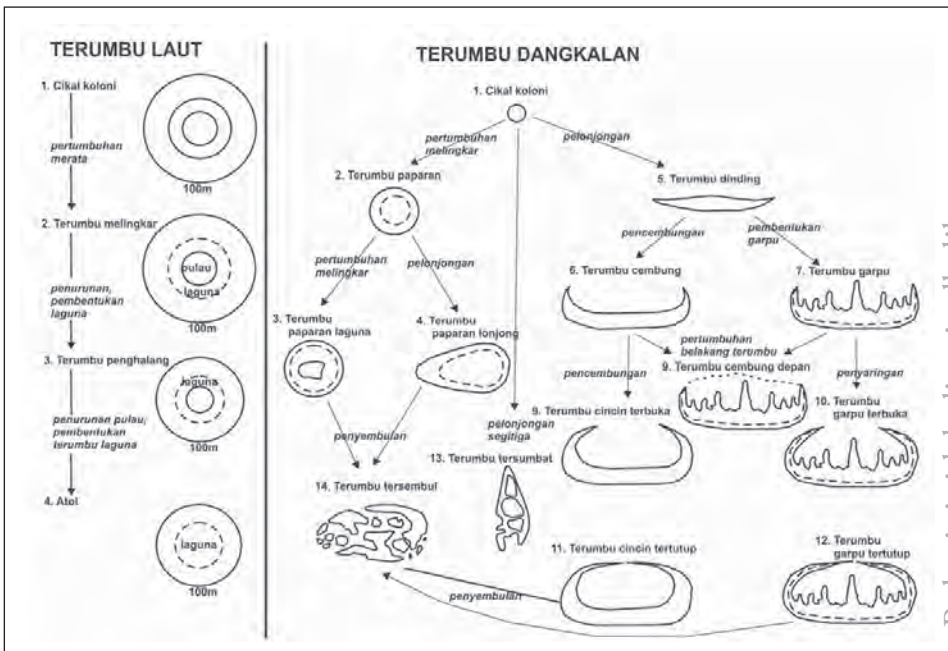 TERUMBU LAUT
1. Cikal koloni
pertumbuhan
merata
100m
2. Terumbu melingkar
pulau
laguna
100m
penurunan,
pembentukan
laguna
3. Terumbu penghalang
laguna
100m
penurunan pulau,
pembentukan
terumbu laguna
4. Atol
laguna
100m
TERUMBU DANGKALAN
1. Cikal koloni
pertumbuhan
melingkar
pelonjongan
2. Terumbu paparan
5. Terumbu dinding
pertumbuhan
melingkar
pelonjongan
pencembungan
pembentukan
garpu
6. Terumbu cembung
7. Terumbu garpu
3. Terumbu
paparan laguna
4. Terumbu
paparan lonjong
pertumbuhan
belakang terumbu
9. Terumbu cembung depan
pencembungan
penyaringan
10. Terumbu
garpu terbuka
9. Terumbu cincin terbuka
penyembulan
pelonjongan
segitiga
13. Terumbu tersumbat
14. Terumbu tersembul
11. Terumbu cincin tertutup
12. Terumbu
garpu tertutup
penyembulan